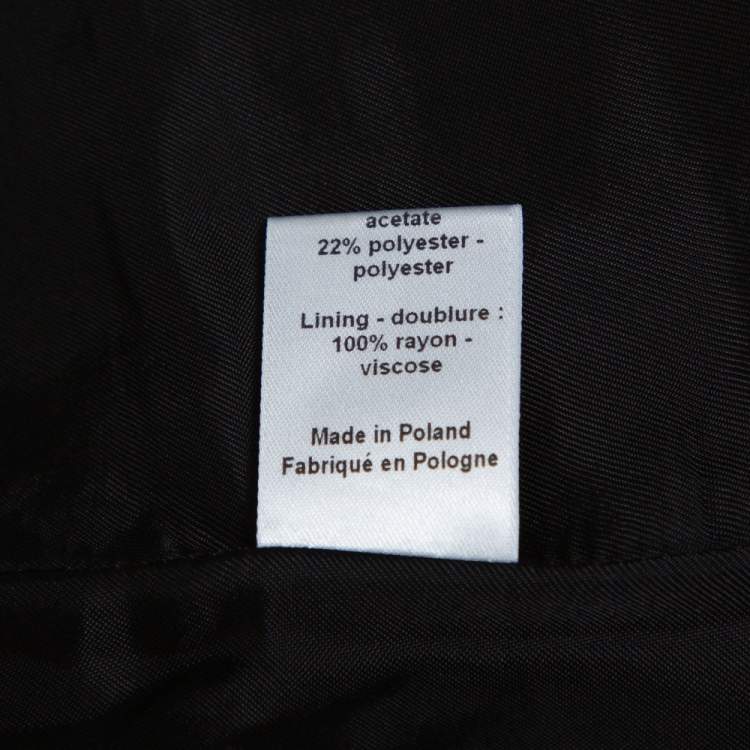 acetate
22% polyester -
polyester
Lining - doublure :
100% rayon -
viscose
Made in Poland
Fabriqué en Pologne